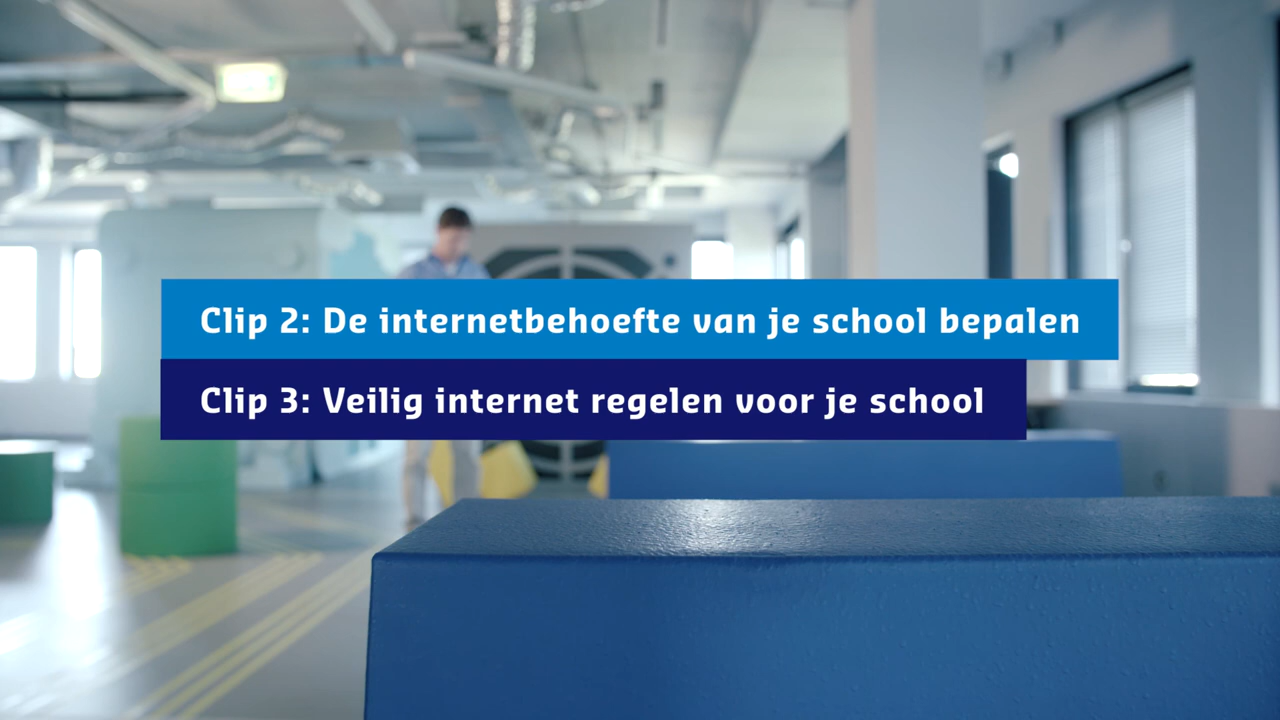 Clip 2: De internetbehoefte van je school bepalen
Clip 3: Veilig internet regelen voor je school